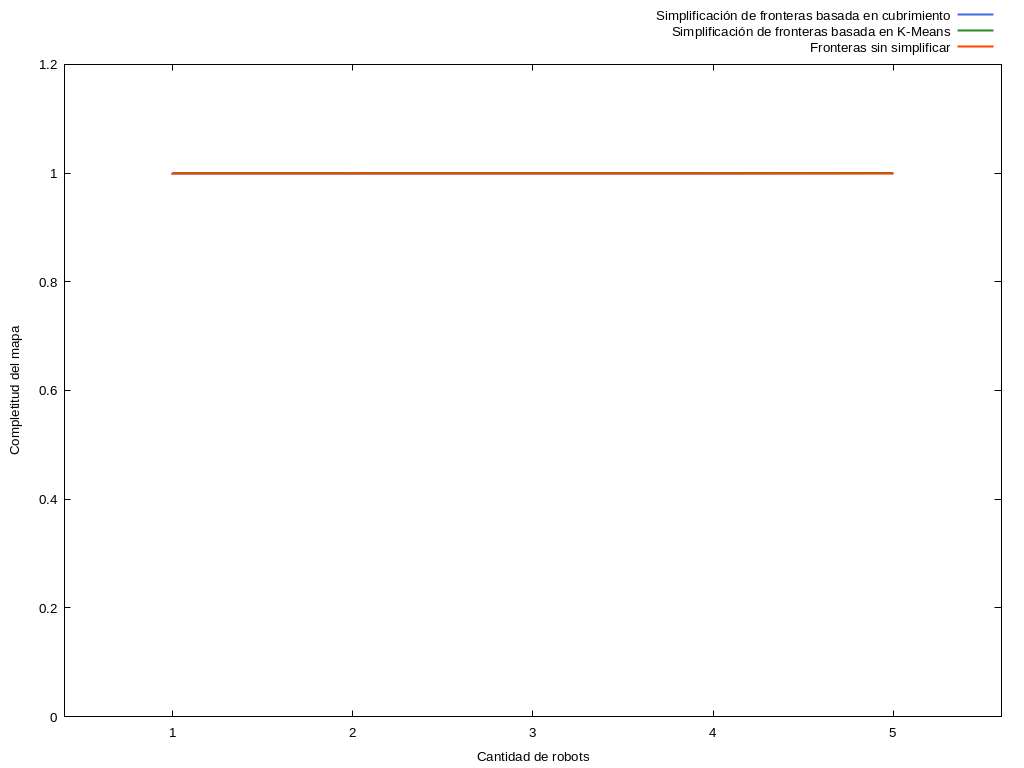 Simplificación de fronteras basada en cubrimiento
Simplificación de fronteras basada en K-Means
Fronteras sin simplificar
1.2
1
0.8
0.6
0.4
0.2
0
Completitud del mapa
1 2 3 4 5
Cantidad de robots